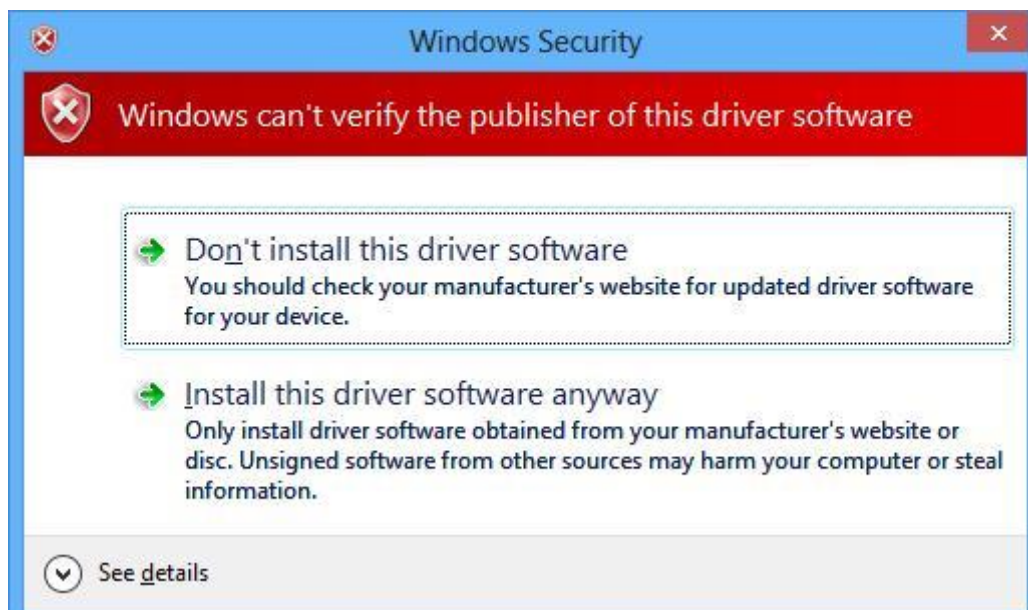 Windows Security
Windows can't verify the publisher of this driver software
Don't install this driver software
You should check your manufacturer's website for updated driver software
for your device.
Install this driver software anyway
Only install driver software obtained from your manufacturer's website or
disc. Unsigned software from other sources may harm your computer or steal
information.
See details